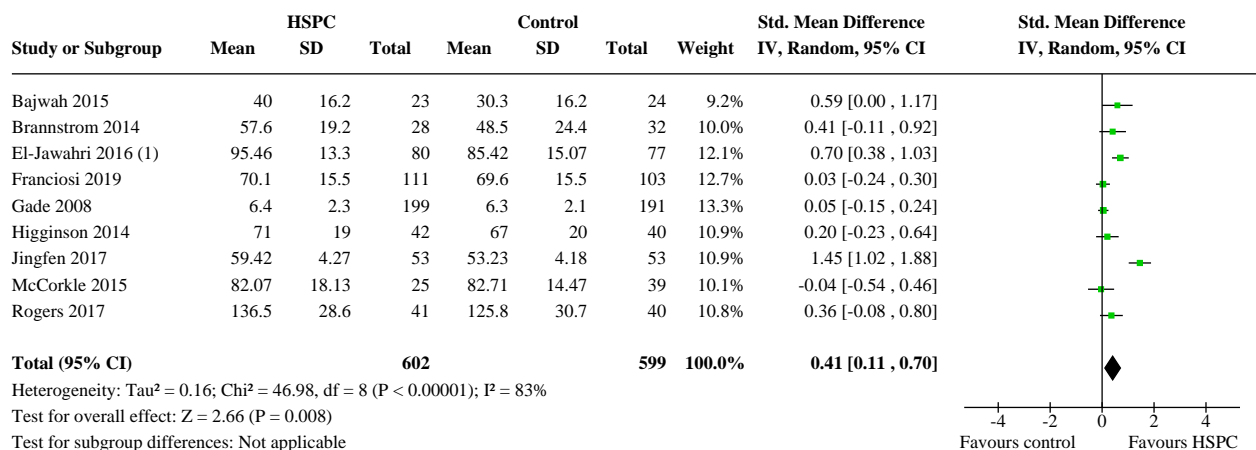 HSPC Control Std. Mean Difference Std. Mean Difference
Study or Subgroup Mean SD Total Mean SD Total Weight IV, Random, 95% CI IV, Random, 95% CI
Bajwah 2015 40 16.2 23 30.3 16.2 24 9.2% 0.59 [0.00 , 1.17]
Brannstrom 2014 57.6 19.2 28 48.5 24.4 32 10.0% 0.41 [-0.11 , 0.92]
El-Jawahri 2016 (1) 95.46 13.3 80 85.42 15.07 77 12.1% 0.70 [0.38 , 1.03]
Franciosi 2019 70.1 15.5 111 69.6 15.5 103 12.7% 0.03 [-0.24 , 0.30]
Gade 2008 6.4 2.3 199 6.3 2.1 191 13.3% 0.05 [-0.15 , 0.24]
Higginson 2014 71 19 42 67 20 40 10.9% 0.20 [-0.23 , 0.64]
Jingfen 2017 59.42 4.27 53 53.23 4.18 53 10.9% 1.45 [1.02 , 1.88]
McCorkle 2015 82.07 18.13 25 82.71 14.47 39 10.1% -0.04 [-0.54 , 0.46]
Rogers 2017 136.5 28.6 41 125.8 30.7 40 10.8% 0.36 [-0.08 , 0.80]
Total (95% CI) 602 599 100.0% 0.41 [0.11 , 0.70]
Heterogeneity: Tau² = 0.16; Chi² = 46.98, df = 8 (P < 0.00001); I² = 83%
Test for overall effect: Z = 2.66 (P = 0.008)
Test for subgroup differences: Not applicable
-4 -2 0 2 4
Favours control Favours HSPC